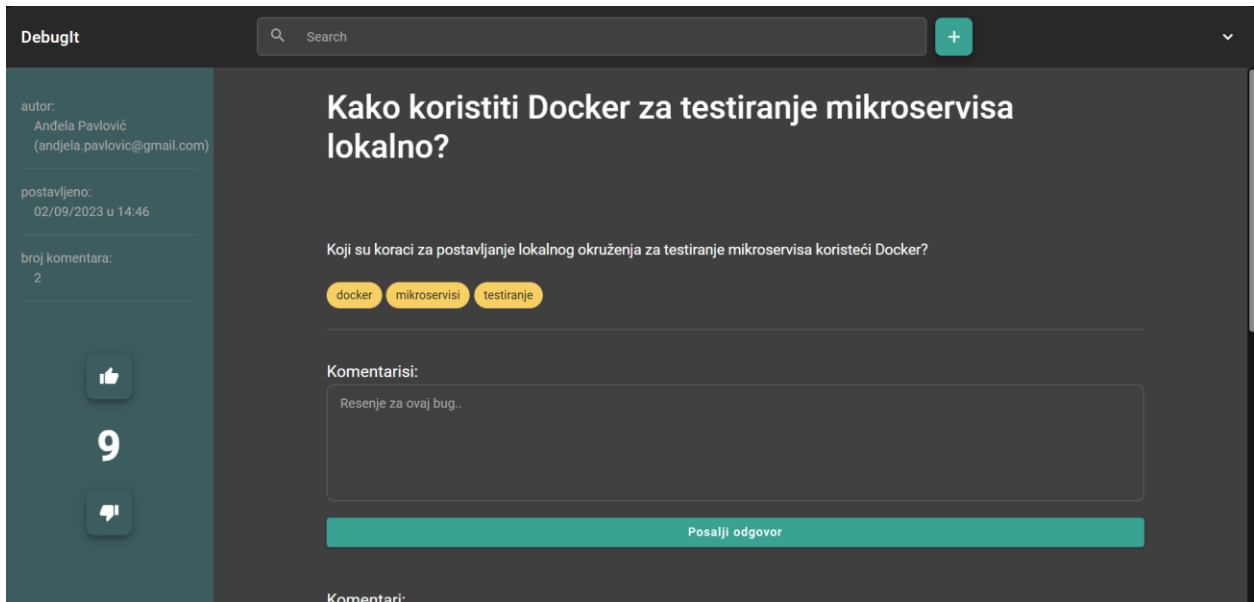 DebugIt
Search
autor:
Anđela Pavlović
(andjela.pavlovic@gmail.com)
postavljeno:
02/09/2023 u 14:46
broj komentara:
2
9
Kako koristiti Docker za testiranje mikroservisa
lokalno?
Koji su koraci za postavljanje lokalnog okruženja za testiranje mikroservisa koristeći Docker?
docker mikroservisi testiranje
Komentarisi:
Resenje za ovaj bug..
Posalji odgovor
Komentari: